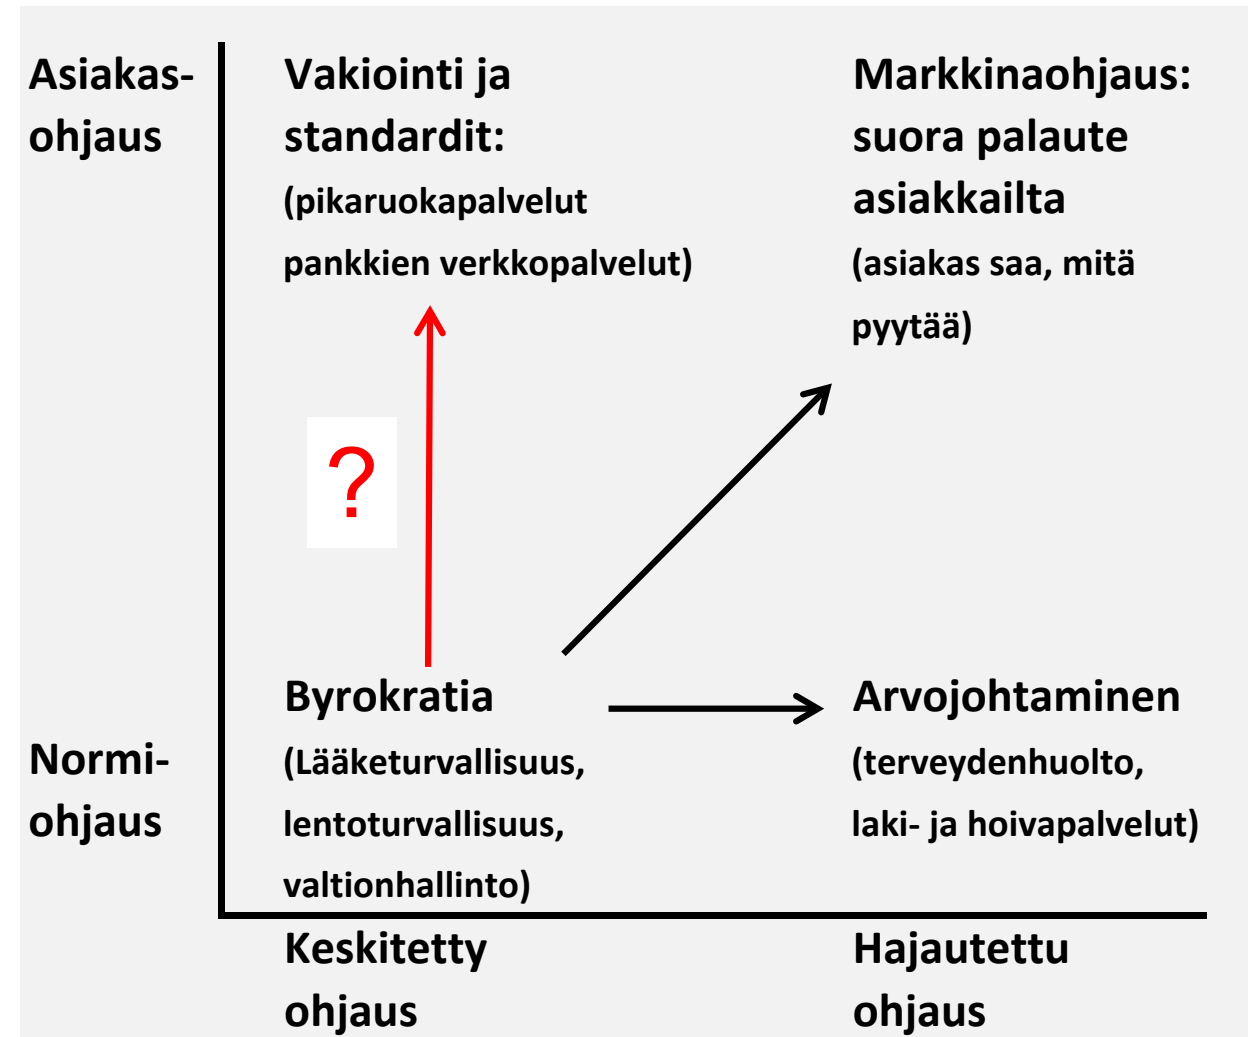 Asiakas-
ohjaus
Vakiointi ja
standardit:
(pikaruokapalvelut
pankkien verkkopalvelut)
Markkinaohjaus:
suora palaute
asiakkailta
(asiakas saa, mitä
pyytää)
?
Normi-
ohjaus
Byrokratia
(Lääketurvallisuus,
lentoturvallisuus,
valtionhallinto)
Arvojohtaminen
(terveydenhuolto,
laki- ja hoivapalvelut)
Keskitetty
ohjaus
Hajautettu
ohjaus